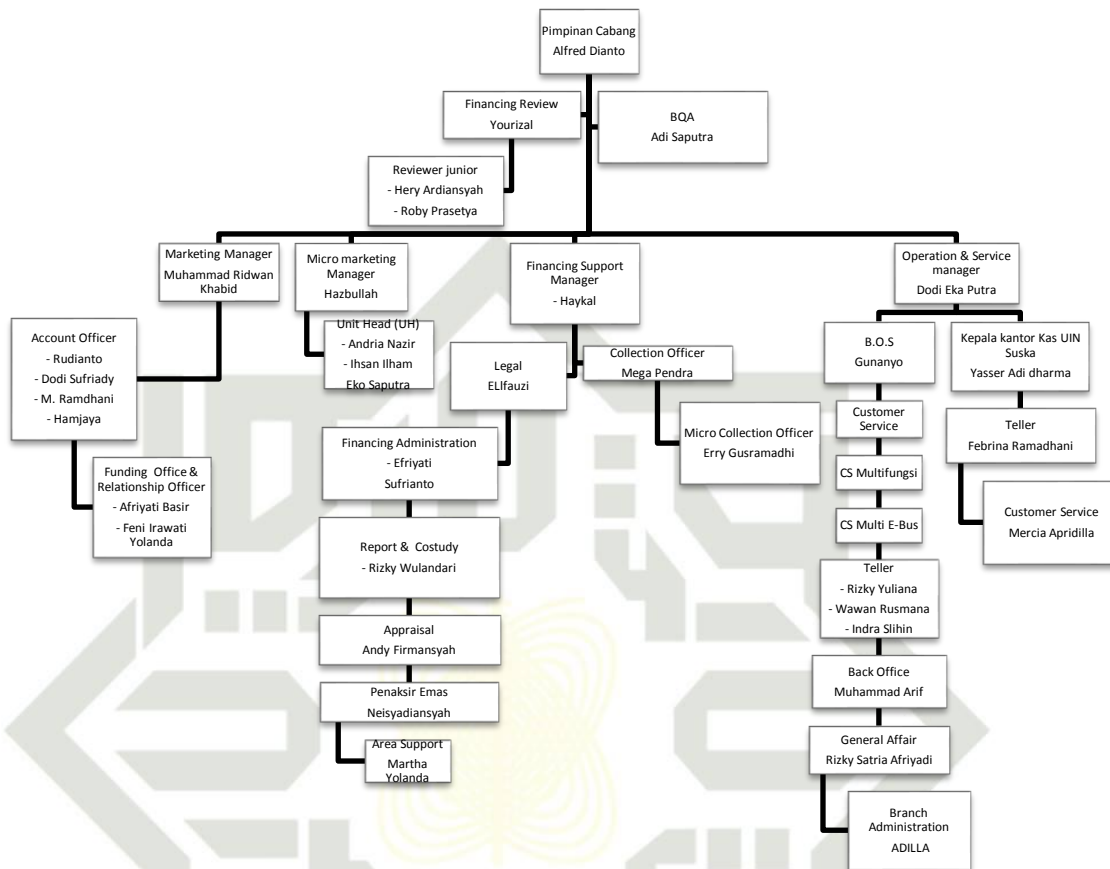 Pimpinan Cabang
Alfred Dianto
Financing Review
Yourizal
BQA
Adi Saputra
Reviewer junior
- Hery Ardiansyah
- Roby Prasetya
Marketing Manager
Muhammad Ridwan
Khabid
Micro marketing
Manager
Hazbullah
Financing Support
Manager
- Haykal
Operation & Service
manager
Dodi Eka Putra
Account Officer
- Rudianto
- Dodi Sufriady
- M. Ramdhani
- Hamjaya
Unit Head (UH)
- Andria Nazir
- Ihsan Ilham
Eko Saputra
Legal
ELIfauzi
Collection Officer
Mega Pendra
B.O.S
Gunanyo
Kepala kantor Kas UIN
Suska
Yasser Adi dharma
Funding Office &
Relationship Officer
- Afriyati Basir
- Feni Irawati
Yolanda
Financing Administration
- Efriyati
Sufrianto
Micro Collection Officer
Erry Gusramadhi
Customer
Service
Teller
Febrina Ramadhani
CS Multifungsi
Customer Service
Mercia Apridilla
CS Multi E-Bus
Report & Costudy
- Rizky Wulandari
Teller
- Rizky Yuliana
- Wawan Rusmana
- Indra Slihin
Appraisal
Andy Firmansyah
Back Office
Muhammad Arif
Penaksir Emas
Neisyadiansyah
General Affair
Rizky Satria Afriyadi
Area Support
Martha
Yolanda
Branch
Administration
ADILLA